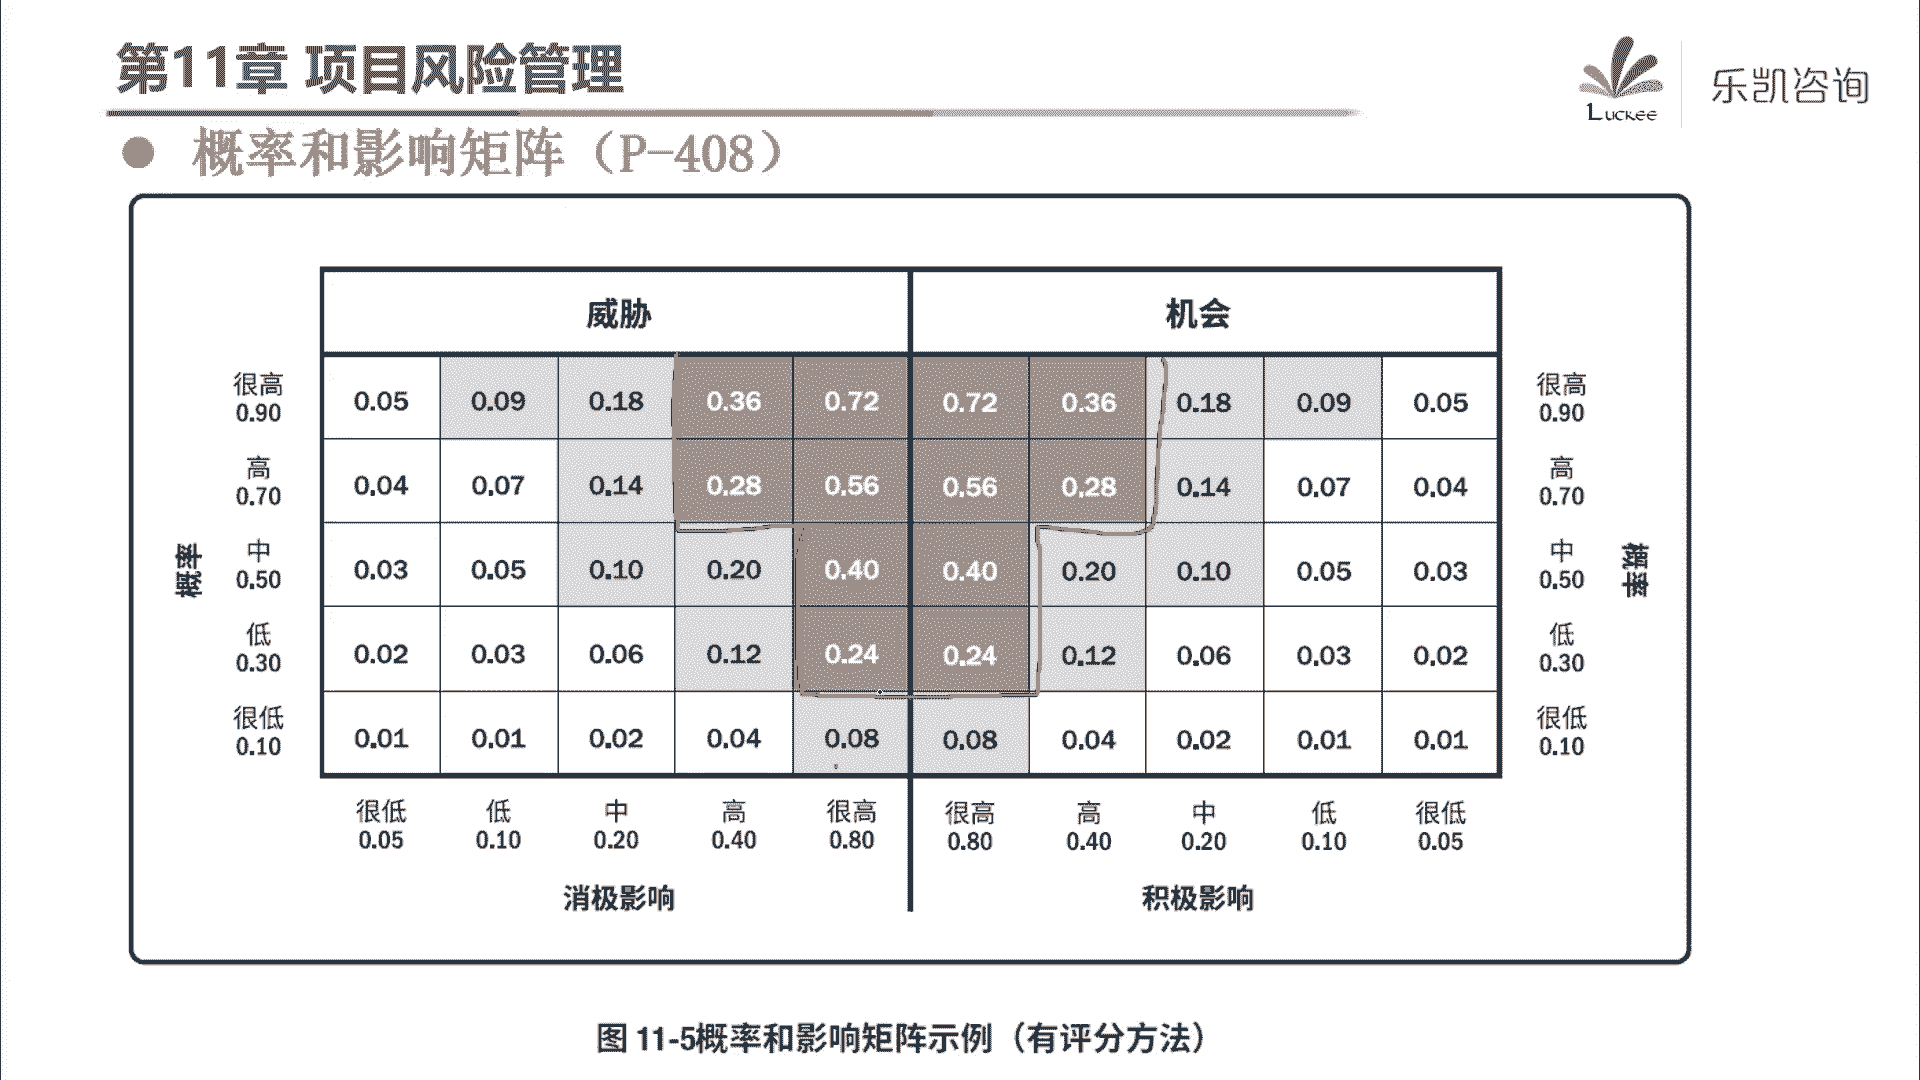 第11章 项目风险管理
Luckee 乐凯咨询
● 概率和影响矩阵（P-408）
威胁 机会
很高 0.90 0.05 0.09 0.18 0.36 0.72 0.72 0.36 0.18 0.09 0.05 很高 0.90
高 0.70 0.04 0.07 0.14 0.28 0.56 0.56 0.28 0.14 0.07 0.04 高 0.70
概率 中 0.50 0.03 0.05 0.10 0.20 0.40 0.40 0.20 0.10 0.05 0.03 中 0.50 概率
低 0.30 0.02 0.03 0.06 0.12 0.24 0.24 0.12 0.06 0.03 0.02 低 0.30
很低 0.10 0.01 0.01 0.02 0.04 0.08 0.08 0.04 0.02 0.01 0.01 很低 0.10
很低 低 中 高 很高 很高 高 中 低 很低
0.05 0.10 0.20 0.40 0.80 0.80 0.40 0.20 0.10 0.05
消极影响 积极影响
图 11-5概率和影响矩阵示例（有评分方法）